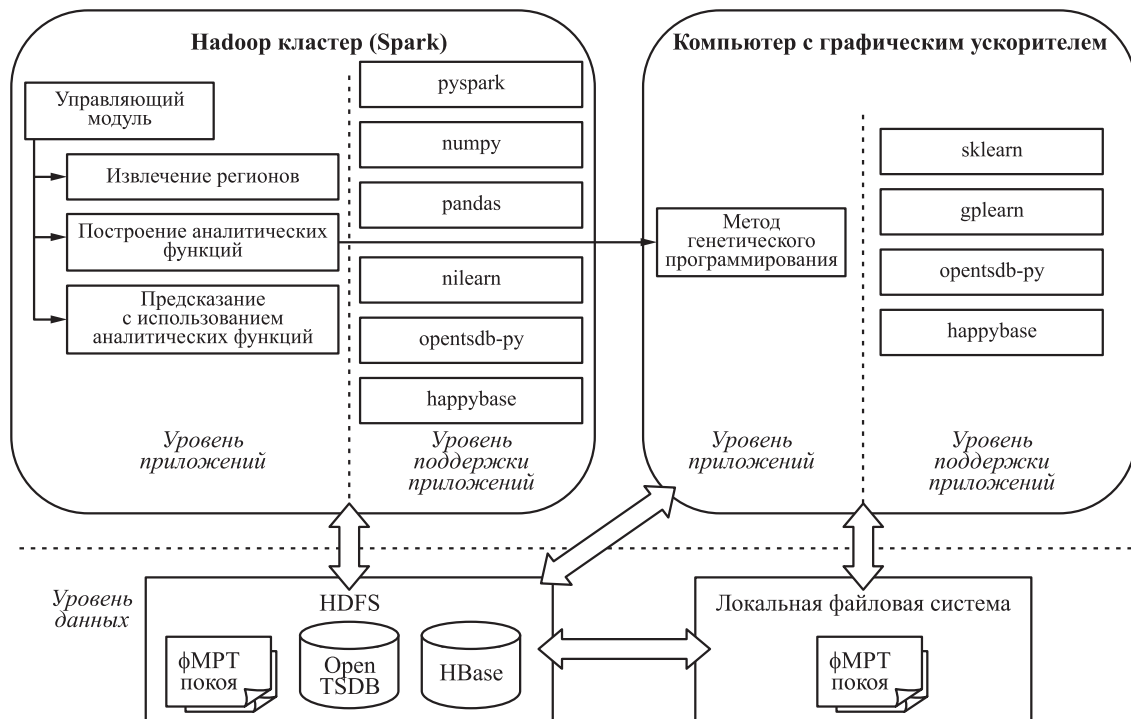 Hadoop кластер (Spark)
Управляющий
модуль
Извлечение регионов
Построение аналитических
функций
Предсказание
с использованием
аналитических функций
pyspark
numpy
pandas
nilearn
opentsdb-py
happybase
Уровень
приложений
Уровень
поддержки
приложений
Компьютер с графическим ускорителем
Метод
генетического
программирования
sklearn
gplearn
opentsdb-py
happybase
Уровень
приложений
Уровень
поддержки
приложений
Уровень
данных
HDFS
фМРТ
покоя
Open
TSDB
HBase
Локальная файловая система
фМРТ
покоя